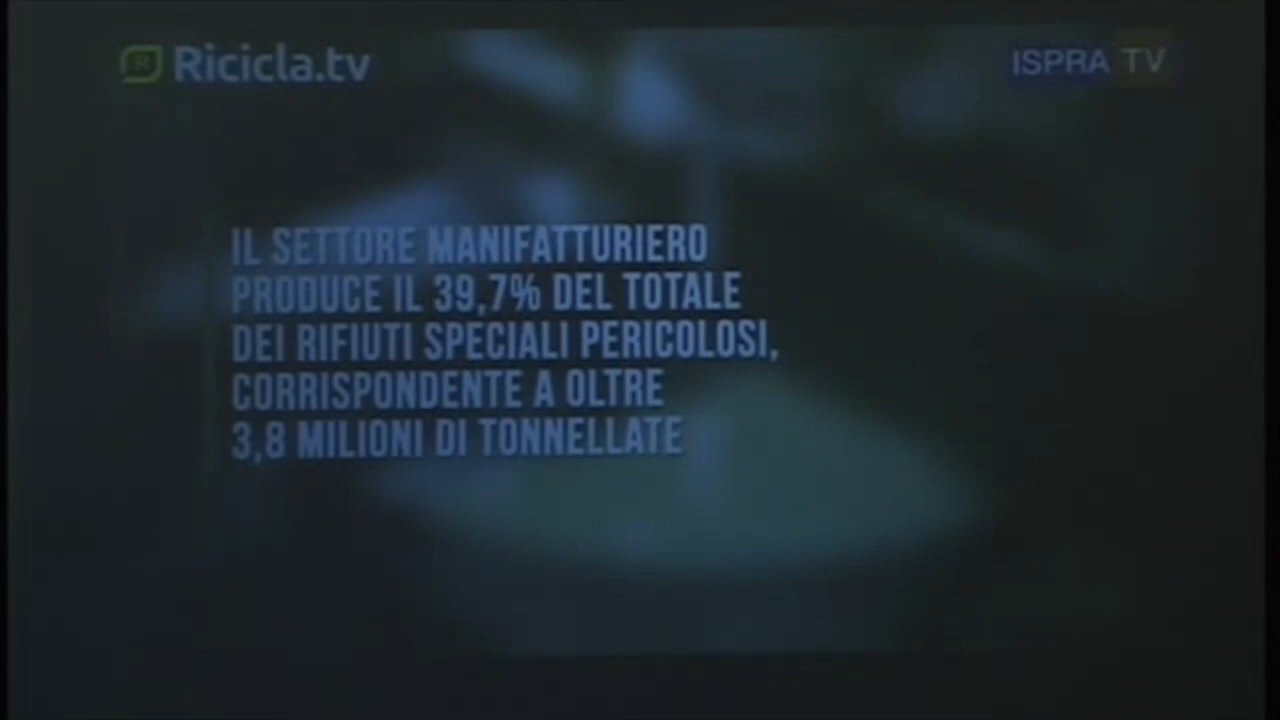 Ricicla.tv
ISPRA TV
IL SETTORE MANIFATTURIERO
PRODUCE IL 39,7% DEL TOTALE
DEI RIFIUTI SPECIALI PERICOLOSI,
CORRISPONDENTE A OLTRE
3,8 MILIONI DI TONNELLATE